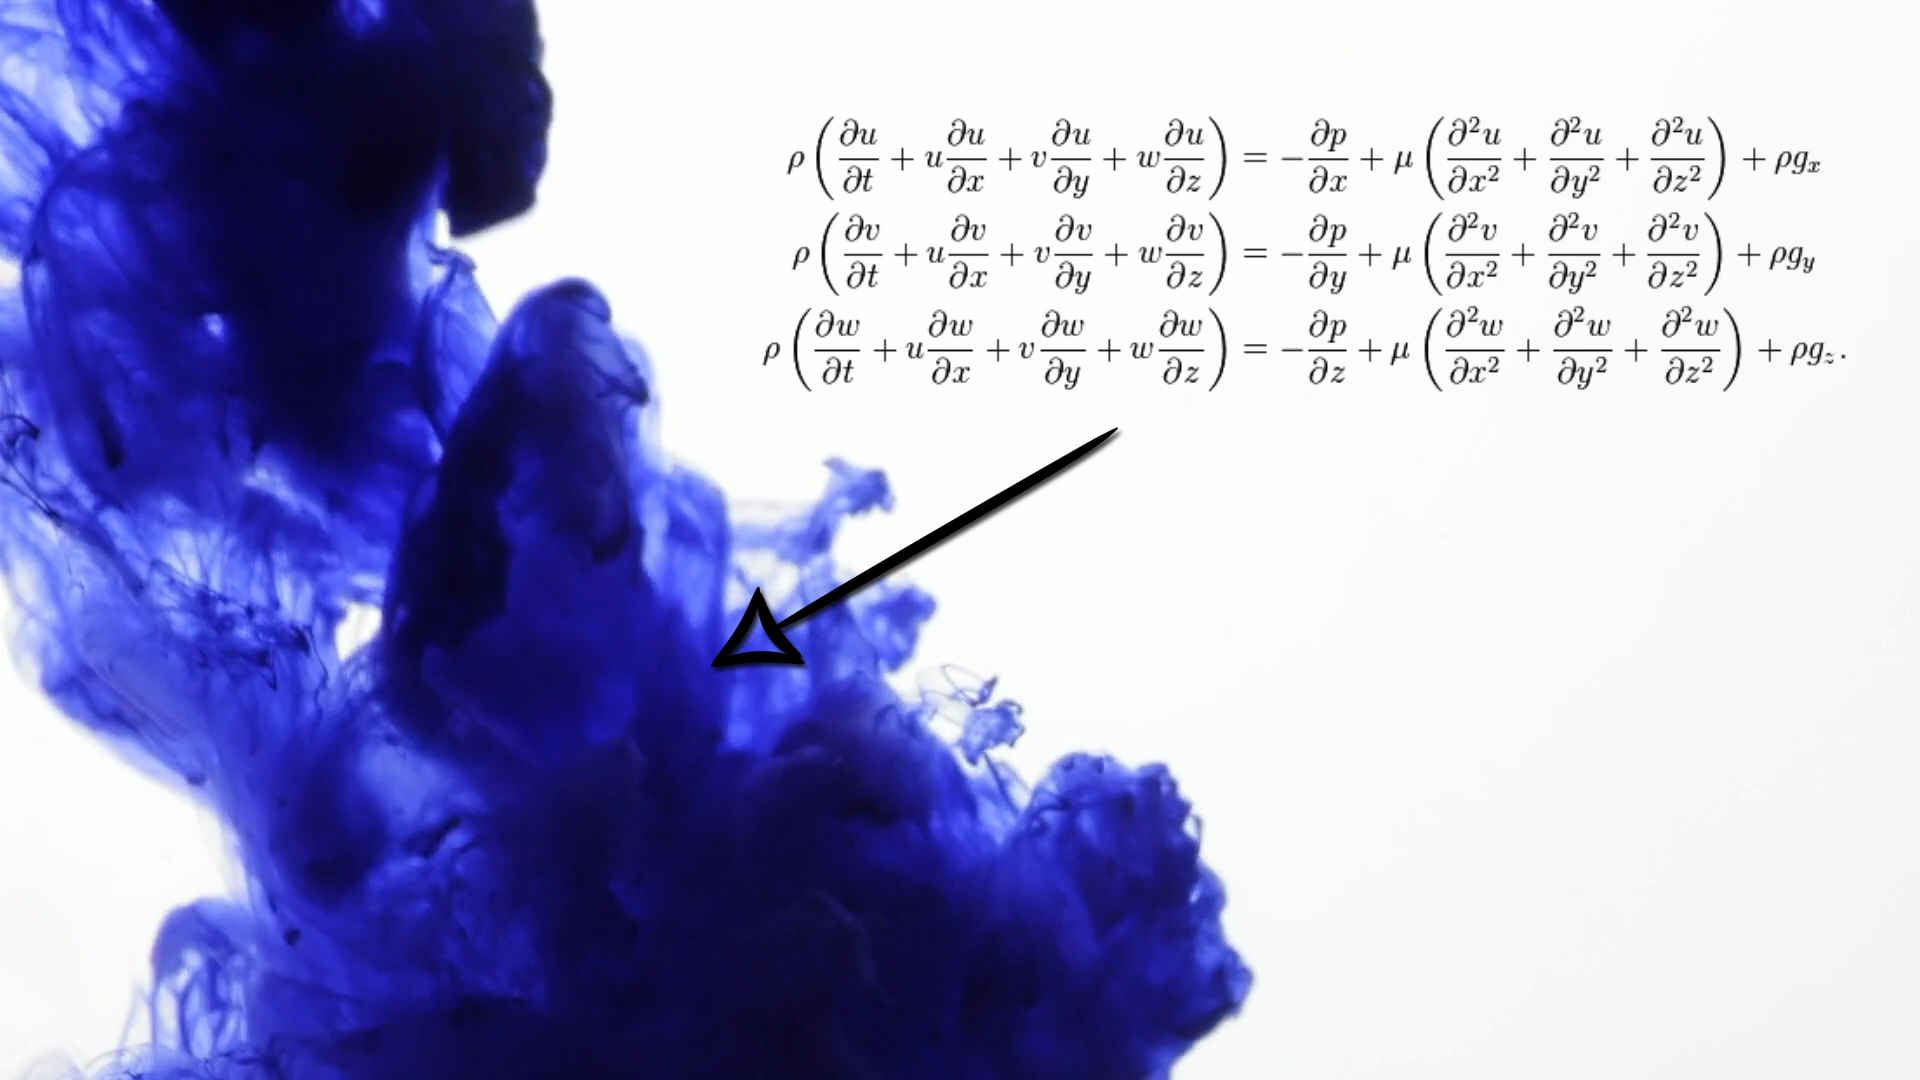 ρ(∂u/∂t + u ∂u/∂x + v ∂u/∂y + w ∂u/∂z) = −∂p/∂x + μ(∂²u/∂x² + ∂²u/∂y² + ∂²u/∂z²) + ρgₓ
ρ(∂v/∂t + u ∂v/∂x + v ∂v/∂y + w ∂v/∂z) = −∂p/∂y + μ(∂²v/∂x² + ∂²v/∂y² + ∂²v/∂z²) + ρg_y
ρ(∂w/∂t + u ∂w/∂x + v ∂w/∂y + w ∂w/∂z) = −∂p/∂z + μ(∂²w/∂x² + ∂²w/∂y² + ∂²w/∂z²) + ρg_z.